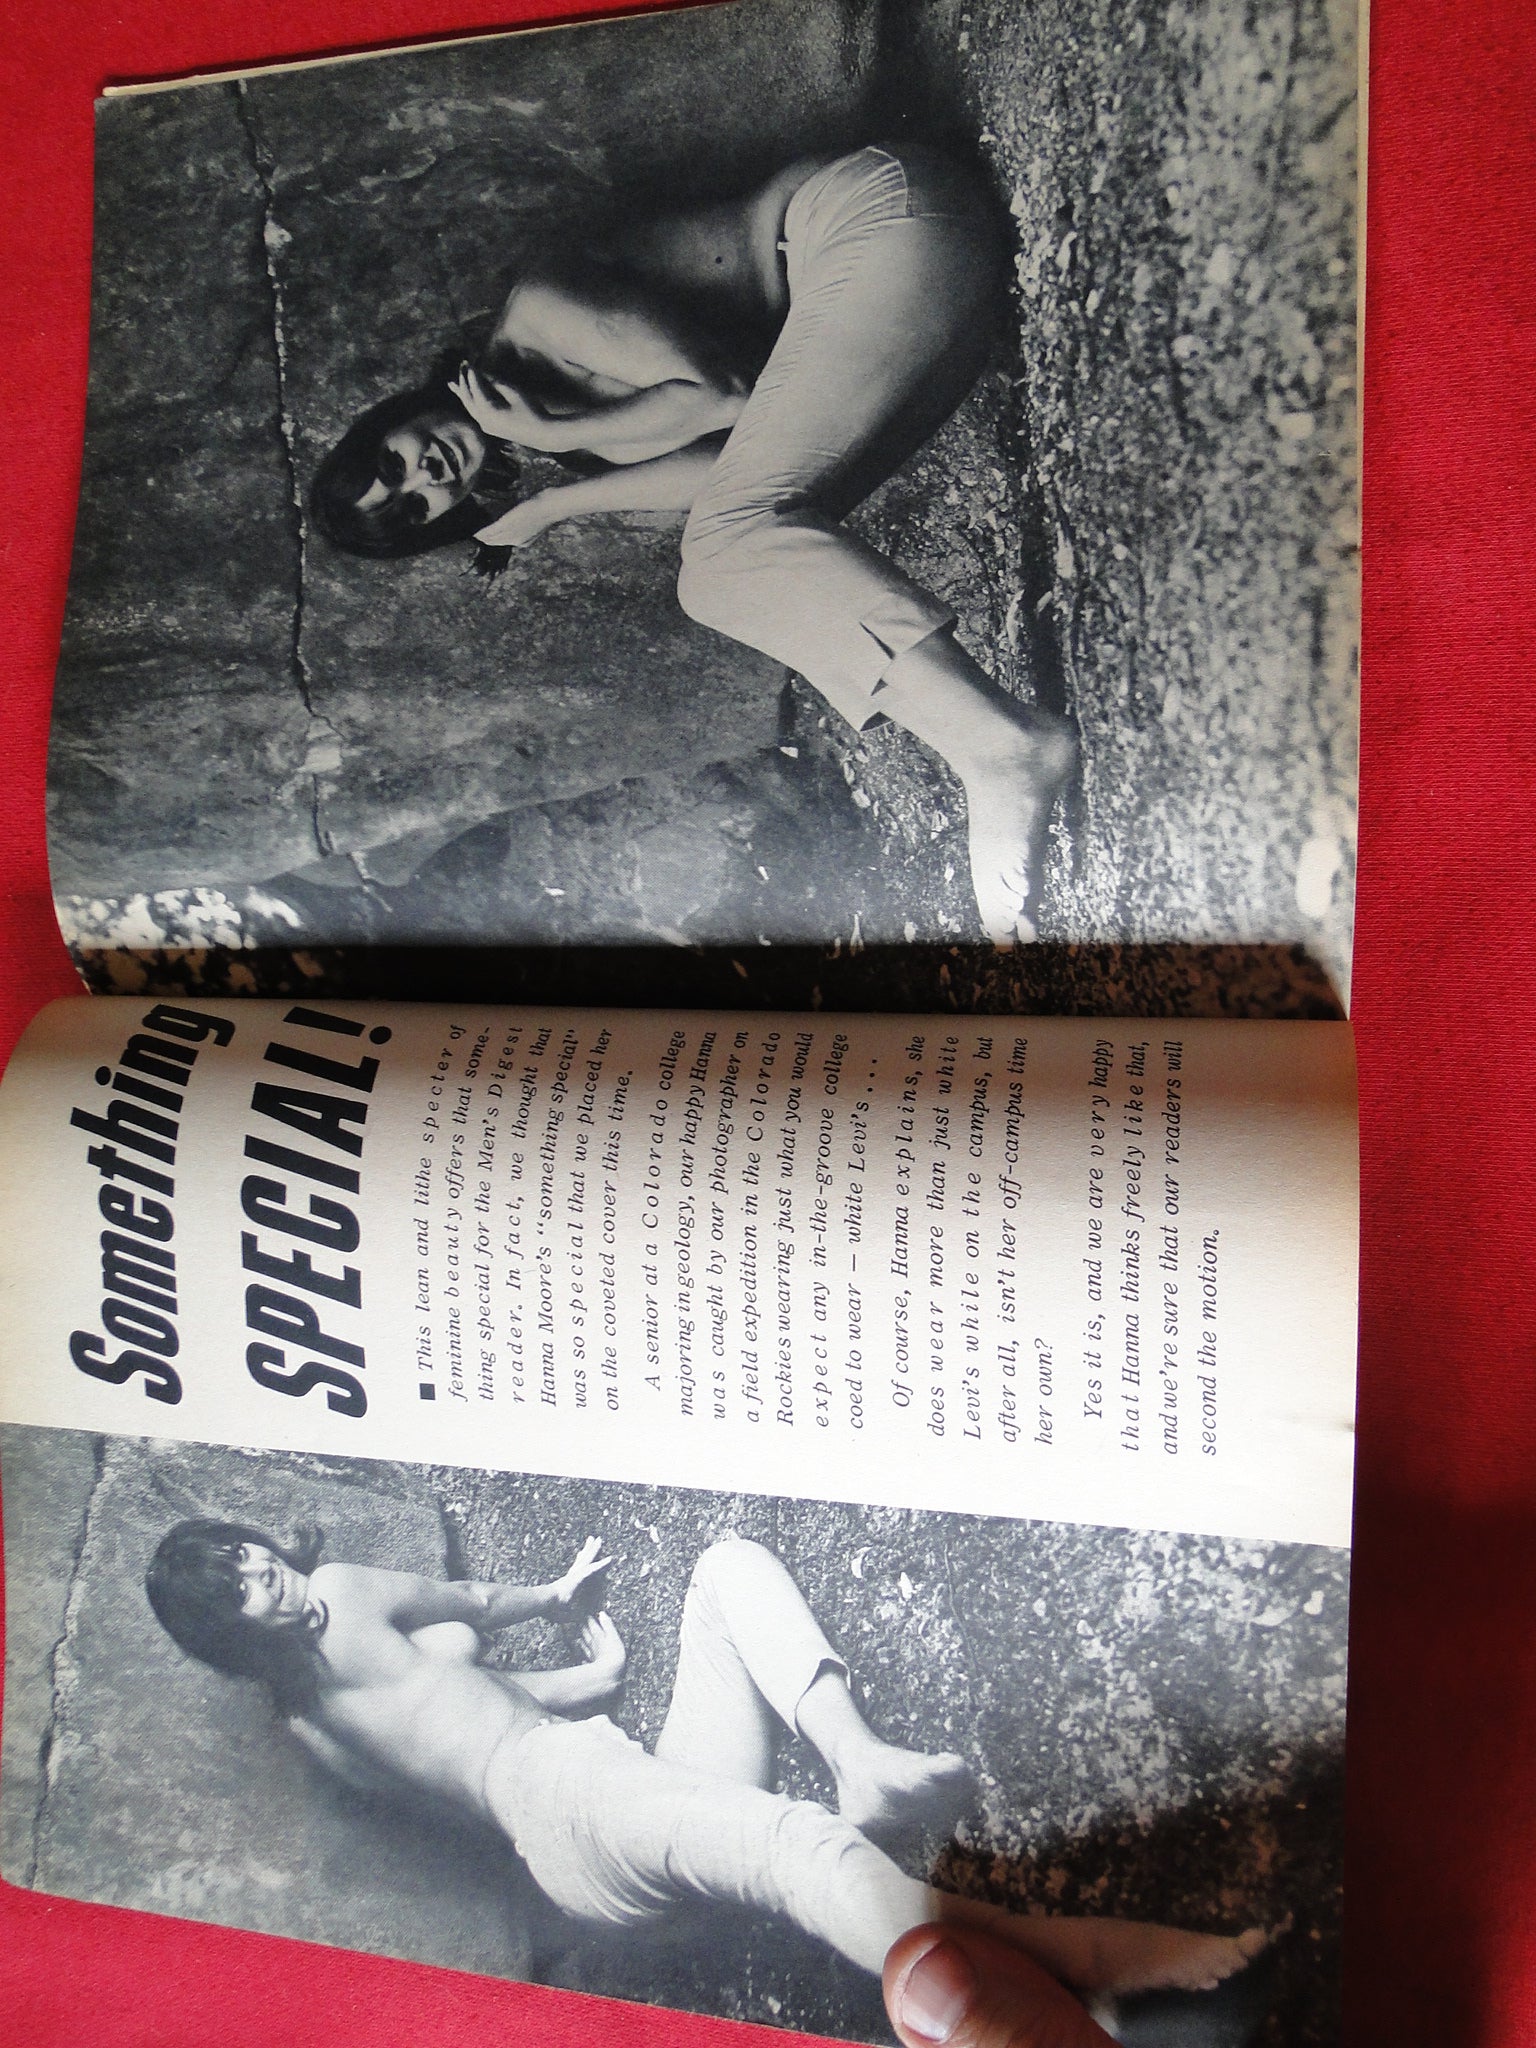 Something
SPECIAL!
■ This lean and lithe specter of
feminine beauty offers that some-
thing special for the Men's Digest
reader. In fact, we thought that
Hanna Moore's "something special"
was so special that we placed her
on the coveted cover this time.
A senior at a Colorado college
majoring in geology, our happy Hanna
was caught by our photographer on
a field expedition in the Colorado
Rockies wearing just what you would
expect any in-the-groove college
coed to wear — white Levi's....
Of course, Hanna explains, she
does wear more than just white
Levi's while on the campus, but
after all, isn't her off-campus time
her own?
Yes it is, and we are very happy
that Hanna thinks freely like that,
and we're sure that our readers will
second the motion.